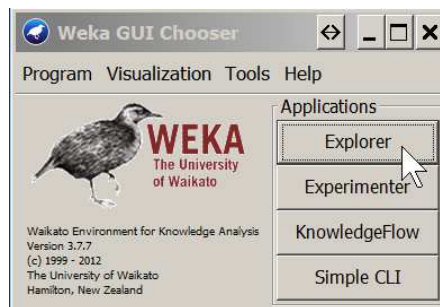 Weka GUI Chooser
Program Visualization Tools Help
WEKA
The University
of Waikato
Waikato Environment for Knowledge Analysis
Version 3.7.7
(c) 1999 - 2012
The University of Waikato
Hamilton, New Zealand
Applications
Explorer
Experimenter
KnowledgeFlow
Simple CLI